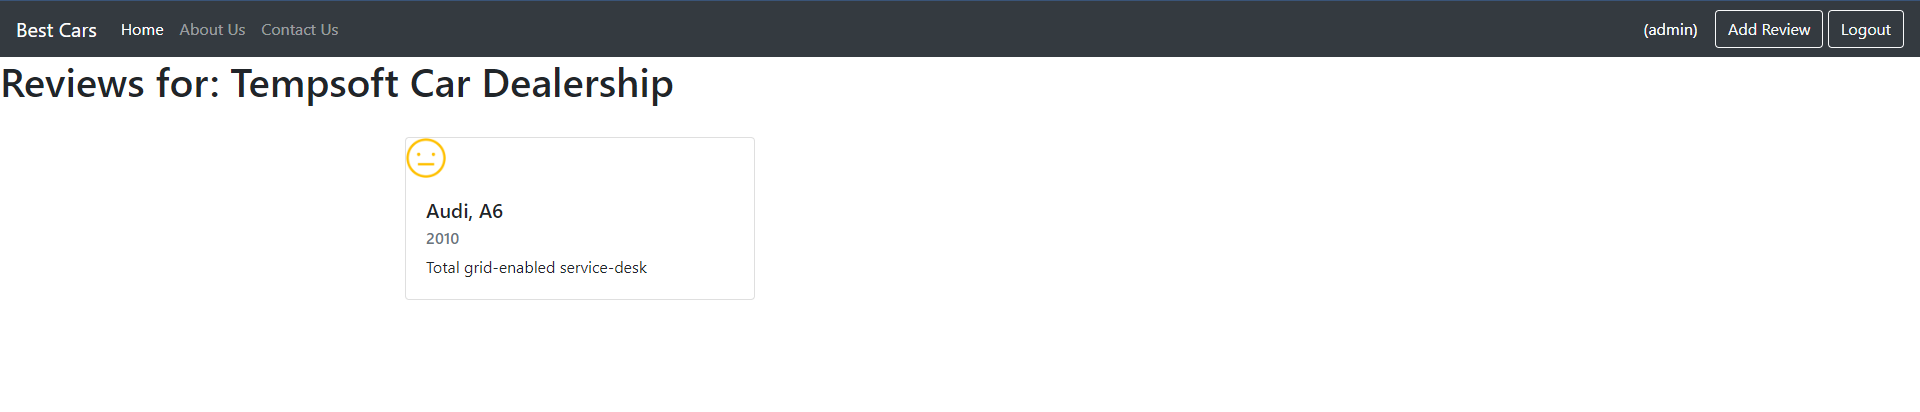 Best Cars Home About Us Contact Us (admin) Add Review Logout
Reviews for: Tempsoft Car Dealership
Audi, A6
2010
Total grid-enabled service-desk